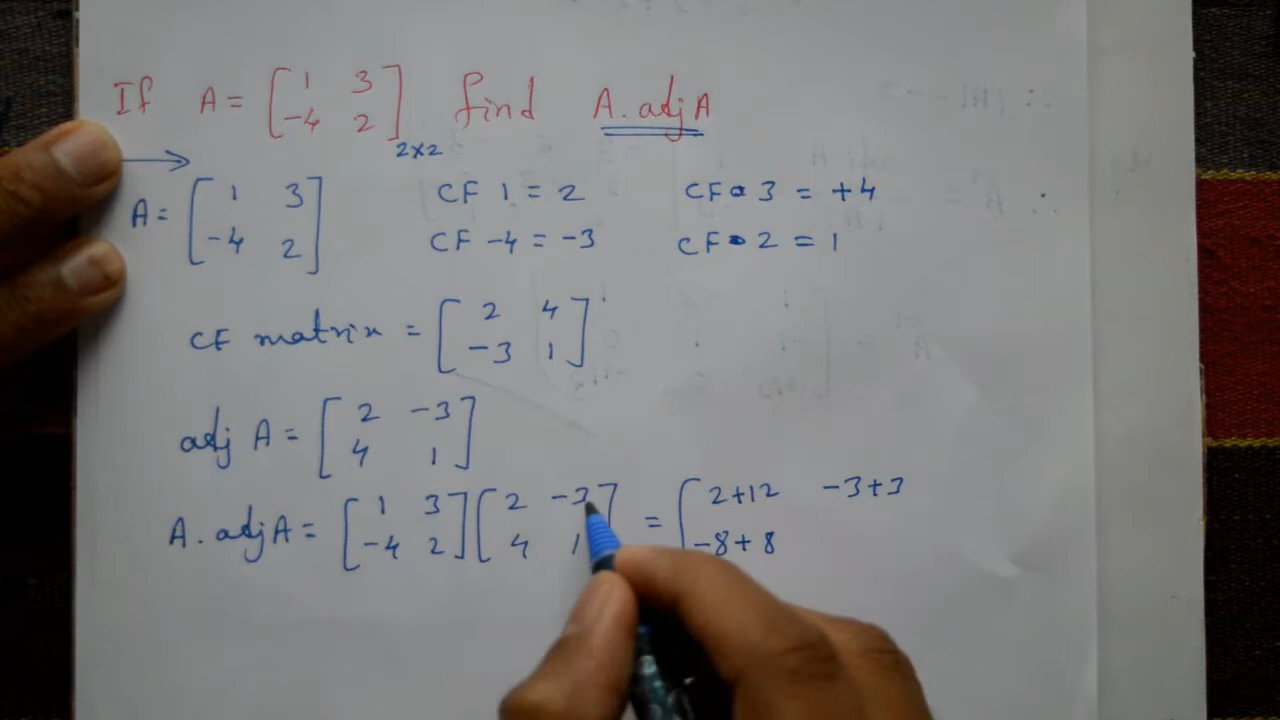 If A = [ 1 3 -4 2 ] 2×2 find A.adjA
A = [ 1 3 -4 2 ] CF 1 = 2 CF 3 = +4
CF -4 = -3 CF 2 = 1
CF matrix = [ 2 4 -3 1 ]
adj A = [ 2 -3 4 1 ]
A. adjA = [ 1 3 -4 2 ] [ 2 -3 4 1 ] = [ 2+12 -3+3
-8+8